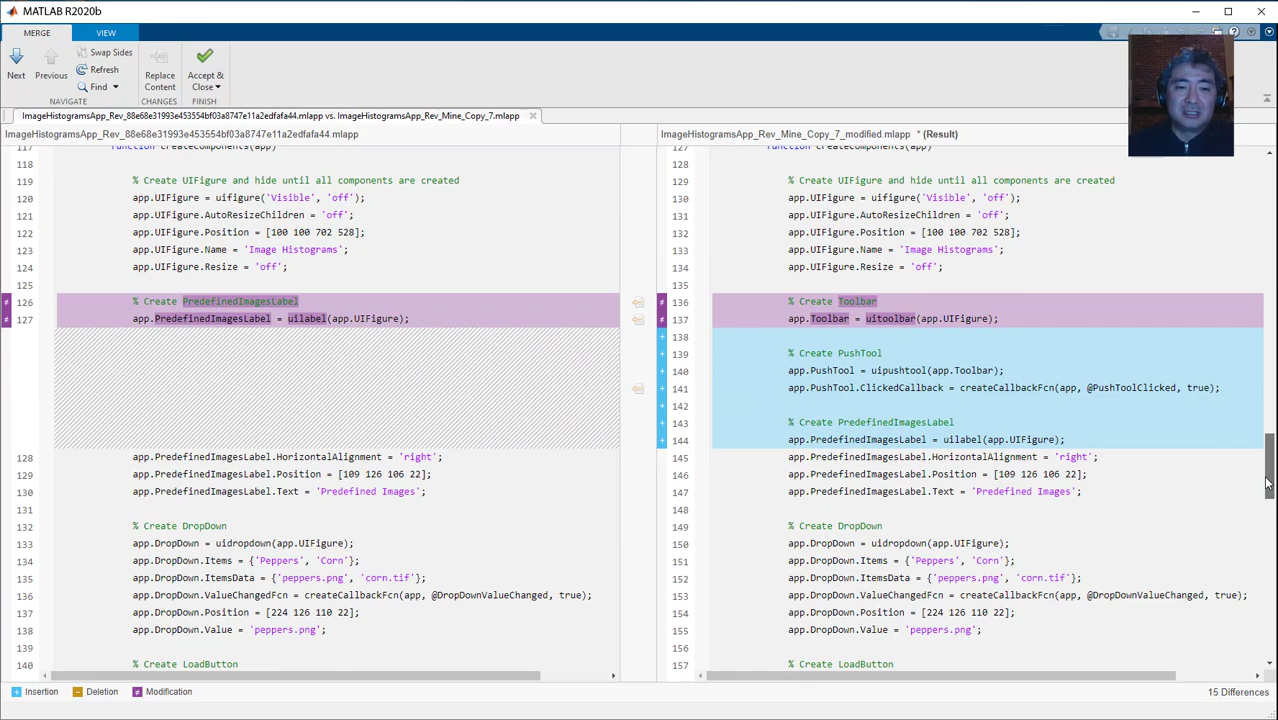 MATLAB R2020b
MERGE
VIEW
Next
Previous
Swap Sides
Refresh
Find
NAVIGATE
Replace
Content
CHANGES
Accept &
Close
FINISH
ImageHistogramsApp_Rev_88e68e31993e453554bf03a8747e11a2edfafa44.mlapp vs. ImageHistogramsApp_Rev_Mine_Copy_7.mlapp
ImageHistogramsApp_Rev_88e68e31993e453554bf03a8747e11a2edfafa44.mlapp
117 function createComponents(app)
118
119 % Create UIFigure and hide until all components are created
120 app.UIFigure = uifigure('Visible', 'off');
121 app.UIFigure.AutoResizeChildren = 'off';
122 app.UIFigure.Position = [100 100 702 528];
123 app.UIFigure.Name = 'Image Histograms';
124 app.UIFigure.Resize = 'off';
125
126 % Create PredefinedImagesLabel
127 app.PredefinedImagesLabel = uilabel(app.UIFigure);
128 app.PredefinedImagesLabel.HorizontalAlignment = 'right';
129 app.PredefinedImagesLabel.Position = [109 126 106 22];
130 app.PredefinedImagesLabel.Text = 'Predefined Images';
131
132 % Create DropDown
133 app.DropDown = uidropdown(app.UIFigure);
134 app.DropDown.Items = {'Peppers', 'Corn'};
135 app.DropDown.ItemsData = {'peppers.png', 'corn.tif'};
136 app.DropDown.ValueChangedFcn = createCallbackFcn(app, @DropDownValueChanged, true);
137 app.DropDown.Position = [224 126 110 22];
138 app.DropDown.Value = 'peppers.png';
139
140 % Create LoadButton
ImageHistogramsApp_Rev_Mine_Copy_7_modified.mlapp * (Result)
127 function createComponents(app)
128
129 % Create UIFigure and hide until all components are created
130 app.UIFigure = uifigure('Visible', 'off');
131 app.UIFigure.AutoResizeChildren = 'off';
132 app.UIFigure.Position = [100 100 702 528];
133 app.UIFigure.Name = 'Image Histograms';
134 app.UIFigure.Resize = 'off';
135
136 % Create Toolbar
137 app.Toolbar = uitoolbar(app.UIFigure);
138
139 % Create PushTool
140 app.PushTool = uipushtool(app.Toolbar);
141 app.PushTool.ClickedCallback = createCallbackFcn(app, @PushToolClicked, true);
142
143 % Create PredefinedImagesLabel
144 app.PredefinedImagesLabel = uilabel(app.UIFigure);
145 app.PredefinedImagesLabel.HorizontalAlignment = 'right';
146 app.PredefinedImagesLabel.Position = [109 126 106 22];
147 app.PredefinedImagesLabel.Text = 'Predefined Images';
148
149 % Create DropDown
150 app.DropDown = uidropdown(app.UIFigure);
151 app.DropDown.Items = {'Peppers', 'Corn'};
152 app.DropDown.ItemsData = {'peppers.png', 'corn.tif'};
153 app.DropDown.ValueChangedFcn = createCallbackFcn(app, @DropDownValueChanged, true);
154 app.DropDown.Position = [224 126 110 22];
155 app.DropDown.Value = 'peppers.png';
156
157 % Create LoadButton
Insertion
Deletion
Modification
15 Differences